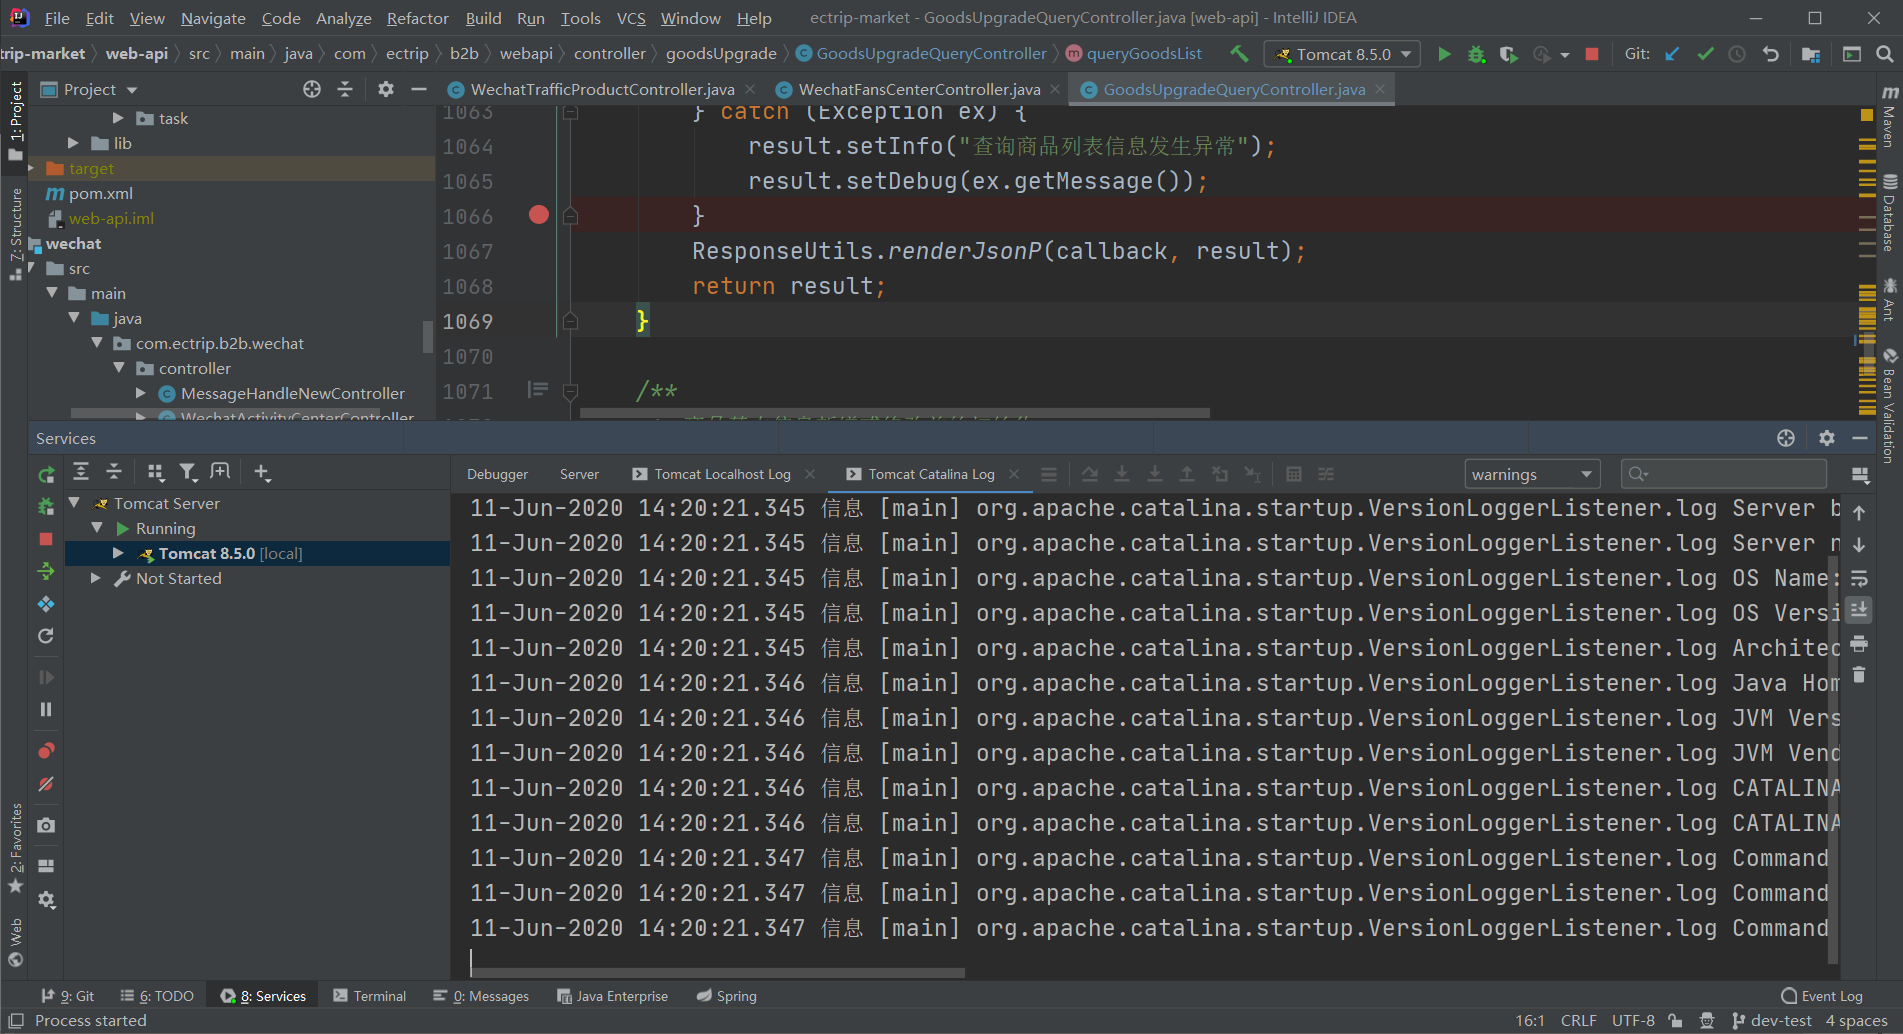 File Edit View Navigate Code Analyze Refactor Build Run Tools VCS Window Help ectrip-market - GoodsUpgradeQueryController.java [web-api] - IntelliJ IDEA
trip-market web-api src main java com ectrip b2b webapi controller goodsUpgrade GoodsUpgradeQueryController queryGoodsList Tomcat 8.5.0 Git:
1: Project
Project
WechatTrafficProductController.java WechatFansCenterController.java GoodsUpgradeQueryController.java
task
lib
target
pom.xml
web-api.iml
wechat
src
main
java
com.ectrip.b2b.wechat
controller
MessageHandleNewController
WechatActivityCenterController
7: Structure
2: Favorites
Web
1063 } catch (Exception ex) {
1064 result.setInfo("查询商品列表信息发生异常");
1065 result.setDebug(ex.getMessage());
1066 }
1067 ResponseUtils.renderJsonP(callback, result);
1068 return result;
1069 }
1070
1071 /**
Maven
Database
Ant
Bean Validation
Services
Debugger Server Tomcat Localhost Log Tomcat Catalina Log warnings
Tomcat Server
Running
Tomcat 8.5.0 [local]
Not Started
11-Jun-2020 14:20:21.345 信息 [main] org.apache.catalina.startup.VersionLoggerListener.log Server b
11-Jun-2020 14:20:21.345 信息 [main] org.apache.catalina.startup.VersionLoggerListener.log Server n
11-Jun-2020 14:20:21.345 信息 [main] org.apache.catalina.startup.VersionLoggerListener.log OS Name:
11-Jun-2020 14:20:21.345 信息 [main] org.apache.catalina.startup.VersionLoggerListener.log OS Versi
11-Jun-2020 14:20:21.345 信息 [main] org.apache.catalina.startup.VersionLoggerListener.log Architec
11-Jun-2020 14:20:21.346 信息 [main] org.apache.catalina.startup.VersionLoggerListener.log Java Hom
11-Jun-2020 14:20:21.346 信息 [main] org.apache.catalina.startup.VersionLoggerListener.log JVM Vers
11-Jun-2020 14:20:21.346 信息 [main] org.apache.catalina.startup.VersionLoggerListener.log JVM Vend
11-Jun-2020 14:20:21.346 信息 [main] org.apache.catalina.startup.VersionLoggerListener.log CATALINA
11-Jun-2020 14:20:21.346 信息 [main] org.apache.catalina.startup.VersionLoggerListener.log CATALINA
11-Jun-2020 14:20:21.347 信息 [main] org.apache.catalina.startup.VersionLoggerListener.log Command
11-Jun-2020 14:20:21.347 信息 [main] org.apache.catalina.startup.VersionLoggerListener.log Command
11-Jun-2020 14:20:21.347 信息 [main] org.apache.catalina.startup.VersionLoggerListener.log Command
9: Git 6: TODO 8: Services Terminal 0: Messages Java Enterprise Spring Event Log
Process started 16:1 CRLF UTF-8 dev-test 4 spaces